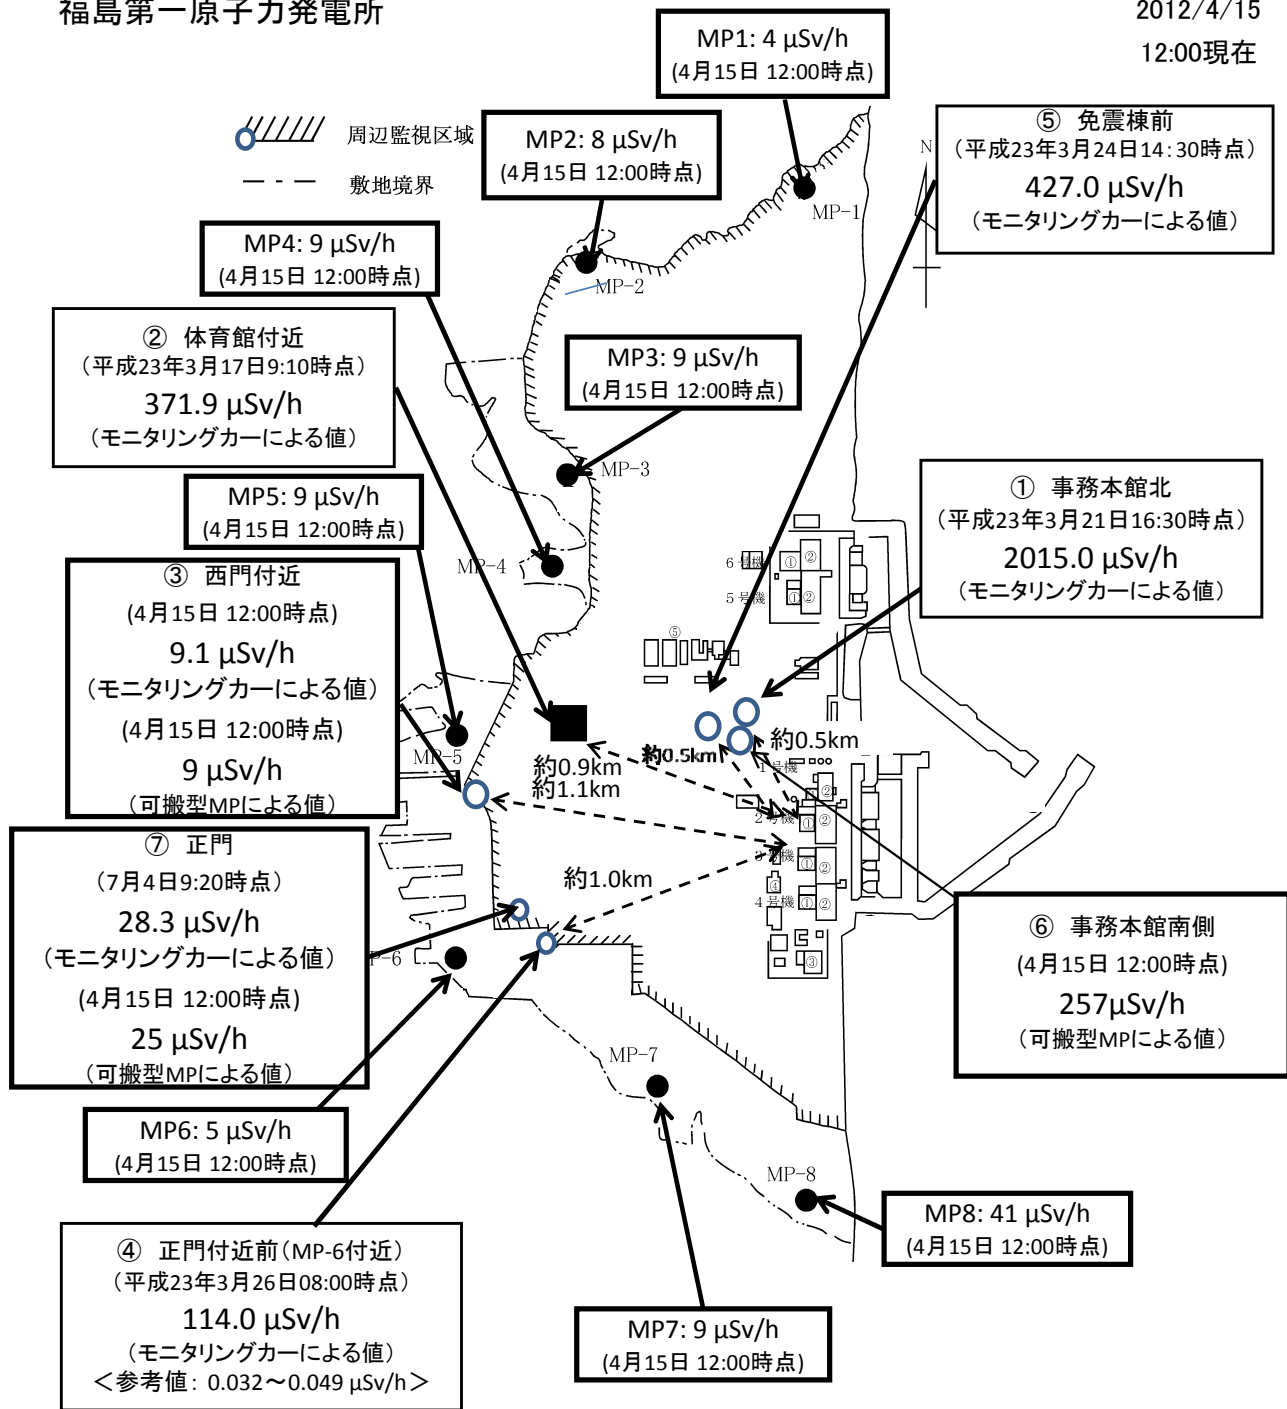 福島第一原子力発電所
2012/4/15
12:00現在
周辺監視区域
敷地境界
N
MP1: 4 μSv/h
(4月15日 12:00時点)
MP-1
MP2: 8 μSv/h
(4月15日 12:00時点)
MP-2
⑤ 免震棟前
(平成23年3月24日14:30時点)
427.0 μSv/h
(モニタリングカーによる値)
MP4: 9 μSv/h
(4月15日 12:00時点)
② 体育館付近
(平成23年3月17日9:10時点)
371.9 μSv/h
(モニタリングカーによる値)
MP3: 9 μSv/h
(4月15日 12:00時点)
MP-3
MP5: 9 μSv/h
(4月15日 12:00時点)
MP-4
① 事務本館北
(平成23年3月21日16:30時点)
2015.0 μSv/h
(モニタリングカーによる値)
③ 西門付近
(4月15日 12:00時点)
9.1 μSv/h
(モニタリングカーによる値)
(4月15日 12:00時点)
9 μSv/h
(可搬型MPによる値)
MP-5
6号機
①
②
5号機
①
②
⑤
約0.5km
約0.5km
約0.9km
約1.1km
1号機
②
2号機
①
②
3号機
①
②
④
4号機
①
②
③
約1.0km
⑦ 正門
(7月4日9:20時点)
28.3 μSv/h
(モニタリングカーによる値)
(4月15日 12:00時点)
25 μSv/h
(可搬型MPによる値)
P-6
⑥ 事務本館南側
(4月15日 12:00時点)
257μSv/h
(可搬型MPによる値)
MP-7
MP6: 5 μSv/h
(4月15日 12:00時点)
MP-8
MP8: 41 μSv/h
(4月15日 12:00時点)
④ 正門付近前(MP-6付近)
(平成23年3月26日08:00時点)
114.0 μSv/h
(モニタリングカーによる値)
<参考値: 0.032～0.049 μSv/h>
MP7: 9 μSv/h
(4月15日 12:00時点)